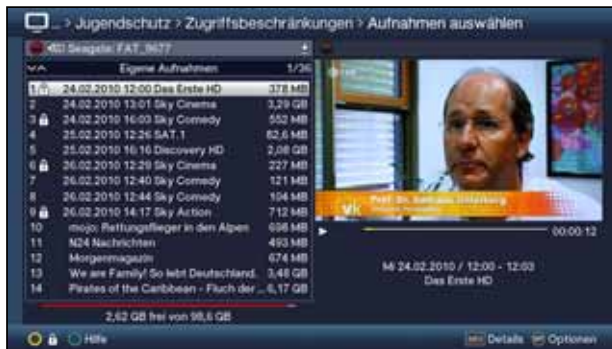 ... > Jugendschutz > Zugriffsbeschränkungen > Aufnahmen auswählen
Seagate: FAT_9677
Eigene Aufnahmen 1/36
1 24.02.2010 12:00 Das Erste HD 378 MB
2 24.02.2010 13:01 Sky Cinema 3,29 GB
3 24.02.2010 16:03 Sky Comedy 552 MB
4 25.02.2010 12:26 SAT.1 82,6 MB
5 25.02.2010 16:16 Discovery HD 2,08 GB
6 26.02.2010 12:29 Sky Cinema 227 MB
7 26.02.2010 12:40 Sky Comedy 121 MB
8 26.02.2010 12:44 Sky Comedy 104 MB
9 26.02.2010 14:17 Sky Action 712 MB
10 mojo: Rettungsflieger in den Alpen 698 MB
11 N24 Nachrichten 493 MB
12 Morgenmagazin 674 MB
13 We are Family! So lebt Deutschland. 3,48 GB
14 Pirates of the Caribbean - Fluch der ... 6,17 GB
2,62 GB frei von 98,6 GB
vk
Prof. Dr.
00:00:12
Mi 24.02.2010 / 12:00 - 12:03
Das Erste HD
Hilfe
Details
Optionen